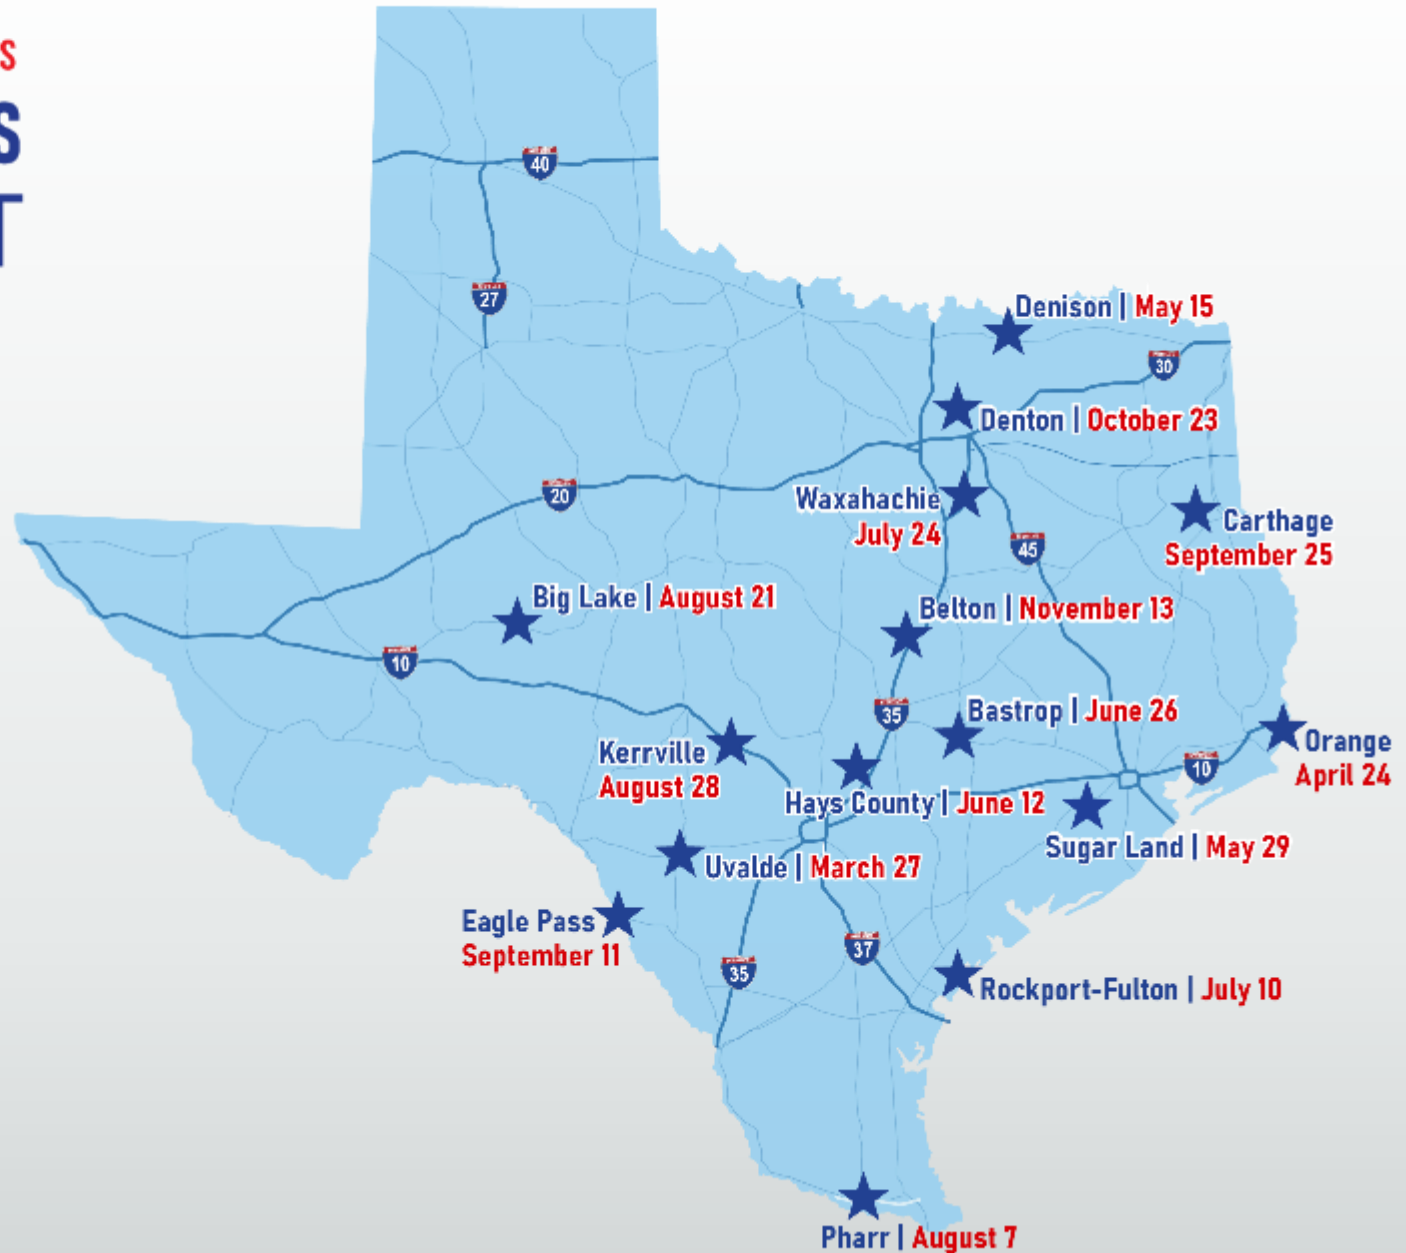 S
S
T
40
27
Denison | May 15
30
Denton | October 23
20
Waxahachie
July 24
Carthage
September 25
45
Big Lake | August 21
Belton | November 13
10
35
Bastrop | June 26
Kerrville
August 28
Orange
April 24
10
Hays County | June 12
Sugar Land | May 29
Uvalde | March 27
Eagle Pass
September 11
37
35
Rockport-Fulton | July 10
Pharr | August 7